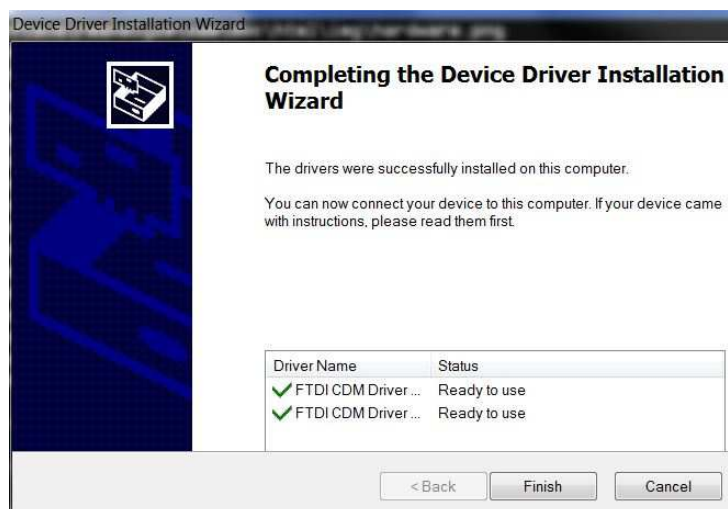 Device Driver Installation Wizard
Completing the Device Driver Installation
Wizard
The drivers were successfully installed on this computer.
You can now connect your device to this computer. If your device came
with instructions, please read them first.
Driver Name Status
FTDI CDM Driver ... Ready to use
FTDI CDM Driver ... Ready to use
< Back Finish Cancel